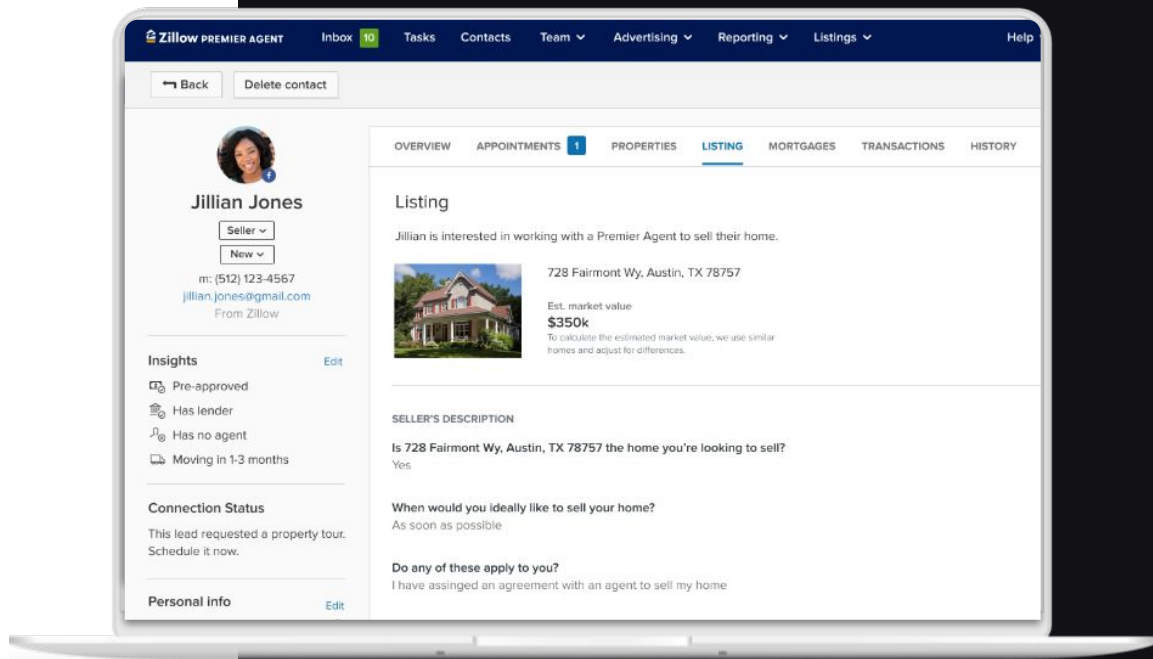 Zillow PREMIER AGENT Inbox 10 Tasks Contacts Team Advertising Reporting Listings Help
Back Delete contact
OVERVIEW APPOINTMENTS 1 PROPERTIES LISTING MORTGAGES TRANSACTIONS HISTORY
f
Jillian Jones
Seller
New
m: (512) 123-4567
jillian.jones@gmail.com
From Zillow
Insights Edit
Pre-approved
Has lender
Has no agent
Moving in 1-3 months
Connection Status
This lead requested a property tour.
Schedule it now.
Personal info Edit
Listing
Jillian is interested in working with a Premier Agent to sell their home.
728 Fairmont Wy, Austin, TX 78757
Est. market value
$350k
To calculate the estimated market value, we use similar
homes and adjust for differences.
SELLER'S DESCRIPTION
Is 728 Fairmont Wy, Austin, TX 78757 the home you're looking to sell?
Yes
When would you ideally like to sell your home?
As soon as possible
Do any of these apply to you?
I have assinged an agreement with an agent to sell my home